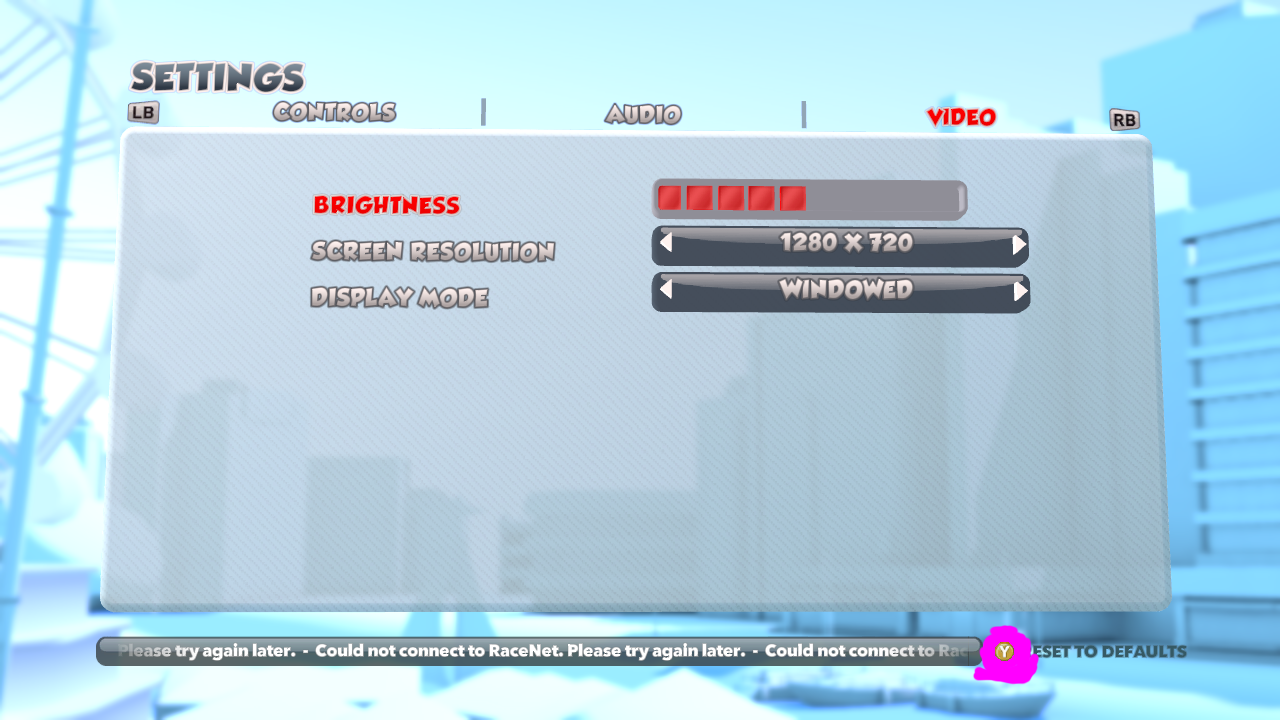 SETTINGS
LB CONTROLS AUDIO VIDEO RB
BRIGHTNESS
SCREEN RESOLUTION 1280 X 720
DISPLAY MODE WINDOWED
Please try again later. - Could not connect to RaceNet. Please try again later. - Could not connect to Rac
Y ESET TO DEFAULTS